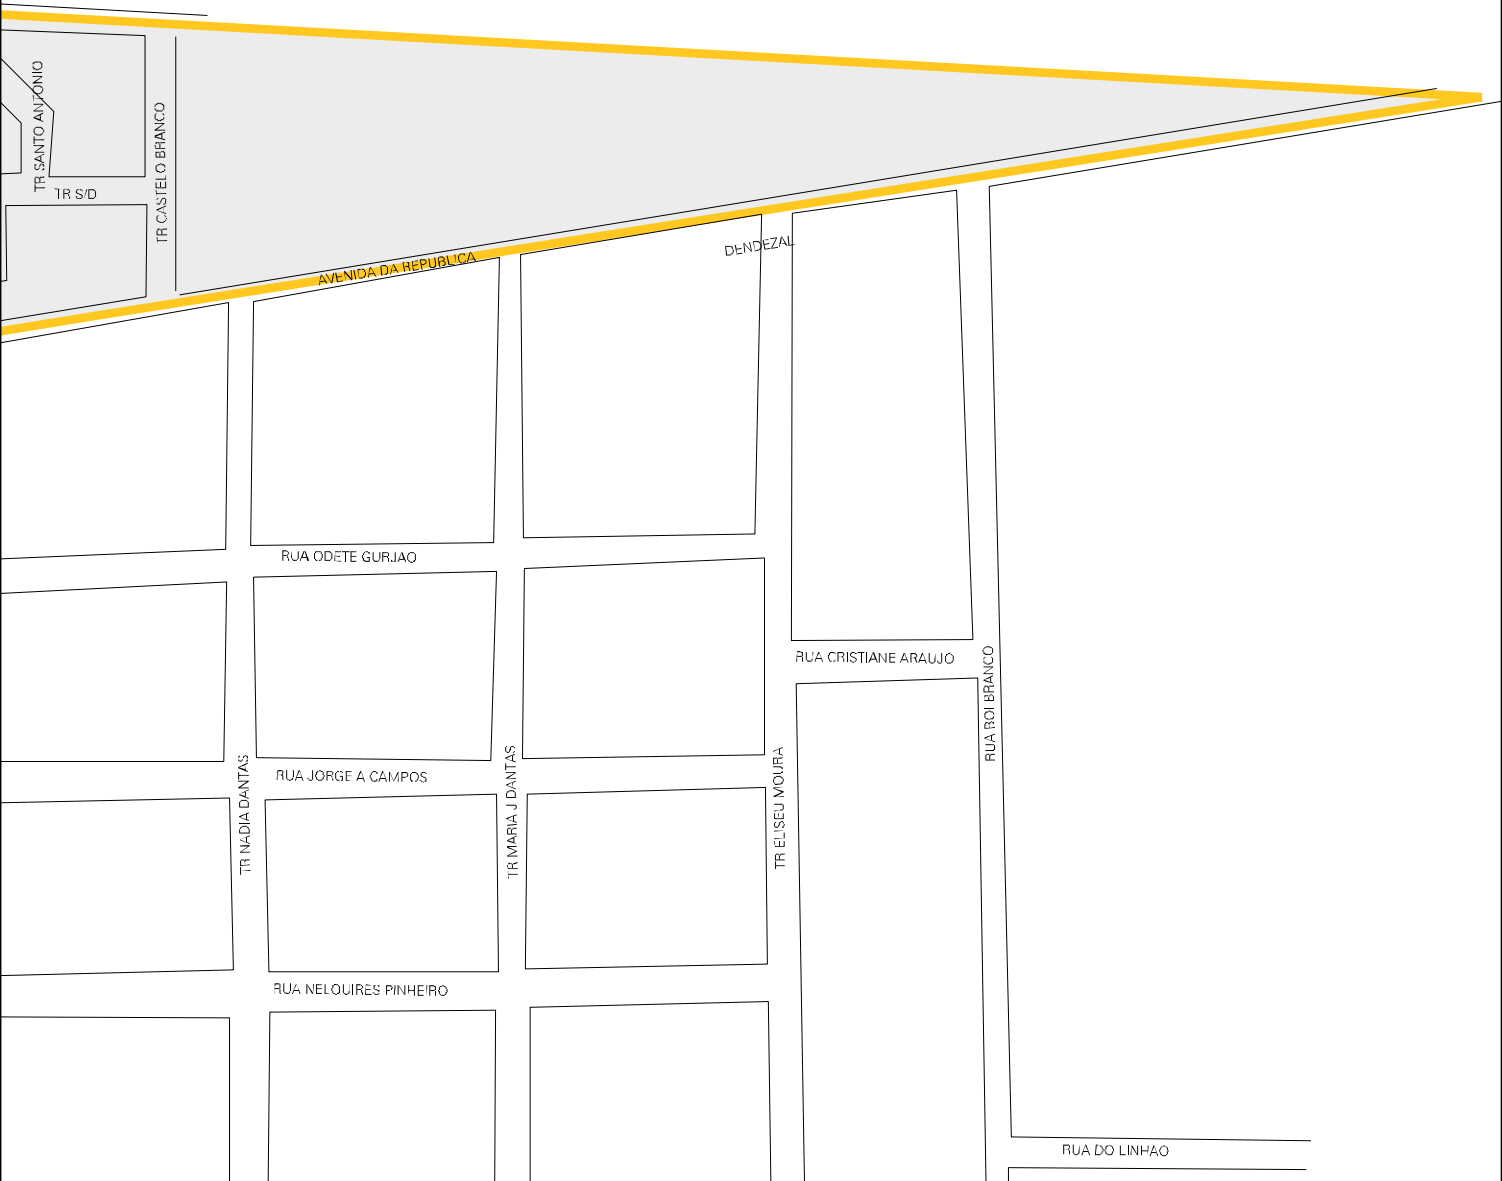 TR SANTO ANTONIO
TR S/D
TR CASTELO BRANCO
AVENIDA DA REPUBLICA
DENDEZAL
RUA ODETE GURJAO
RUA CRISTIANE ARAUJO
RUA BOI BRANCO
RUA JORGE A CAMPOS
TR NADIA DANTAS
TR MARIA J DANTAS
TR ELISEU MOURA
RUA NELOUIRES PINHEIRO
RUA DO LINHAO